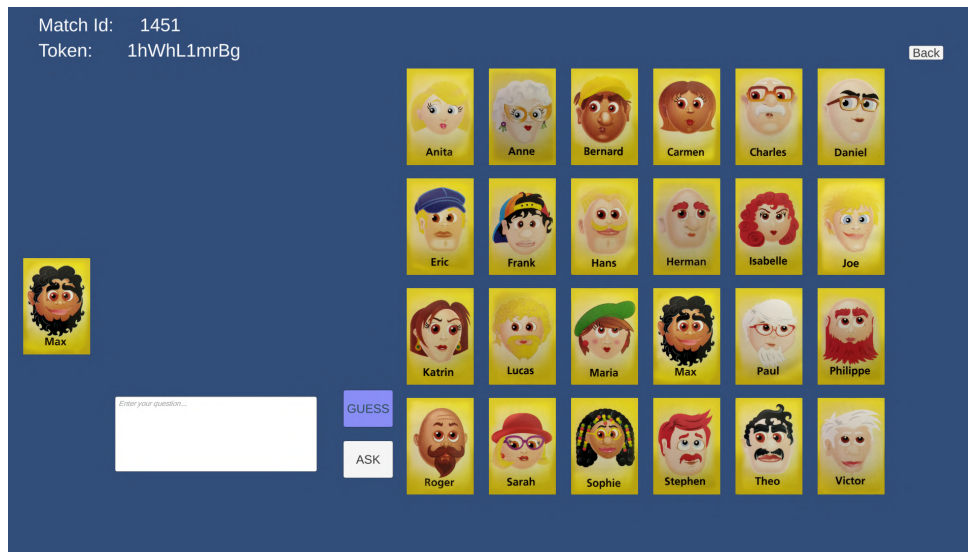 Match Id: 1451
Token: 1hWhL1mrBg
Back
Anita
Anne
Bernard
Carmen
Charles
Daniel
Eric
Frank
Hans
Herman
Isabelle
Joe
Max
Katrin
Lucas
Maria
Max
Paul
Philippe
Enter your question...
GUESS
ASK
Roger
Sarah
Sophie
Stephen
Theo
Victor